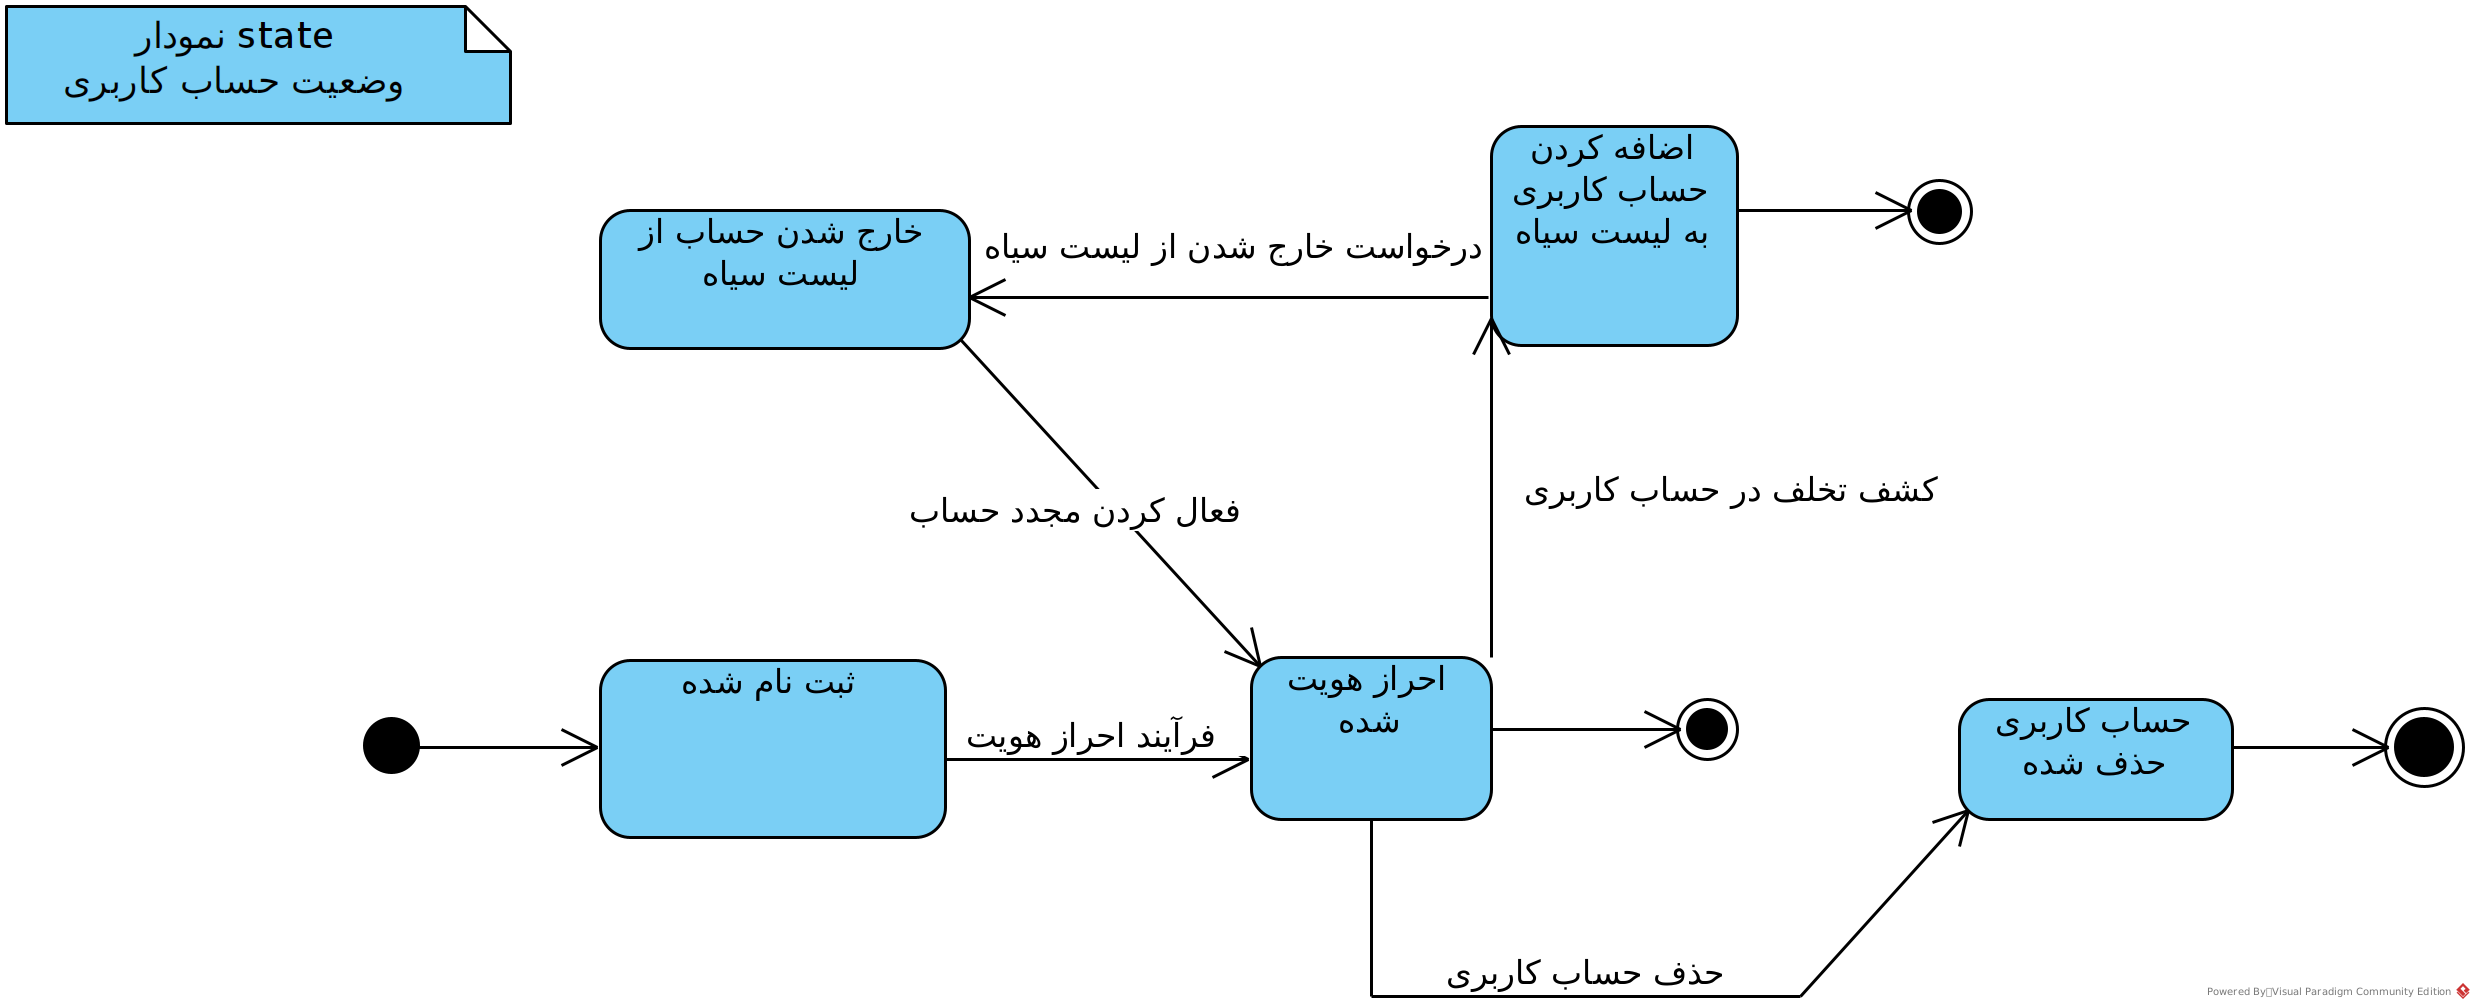 نمودار state
وضعیت حساب کاربری
اضافه کردن
حساب کاربری
به لیست سیاه
خارج شدن حساب از
لیست سیاه
درخواست خارج شدن از لیست سیاه
کشف تخلف در حساب کاربری
فعال کردن مجدد حساب
ثبت نام شده
فرآیند احراز هویت
احراز هویت
شده
حساب کاربری
حذف شده
حذف حساب کاربری
Powered By Visual Paradigm Community Edition